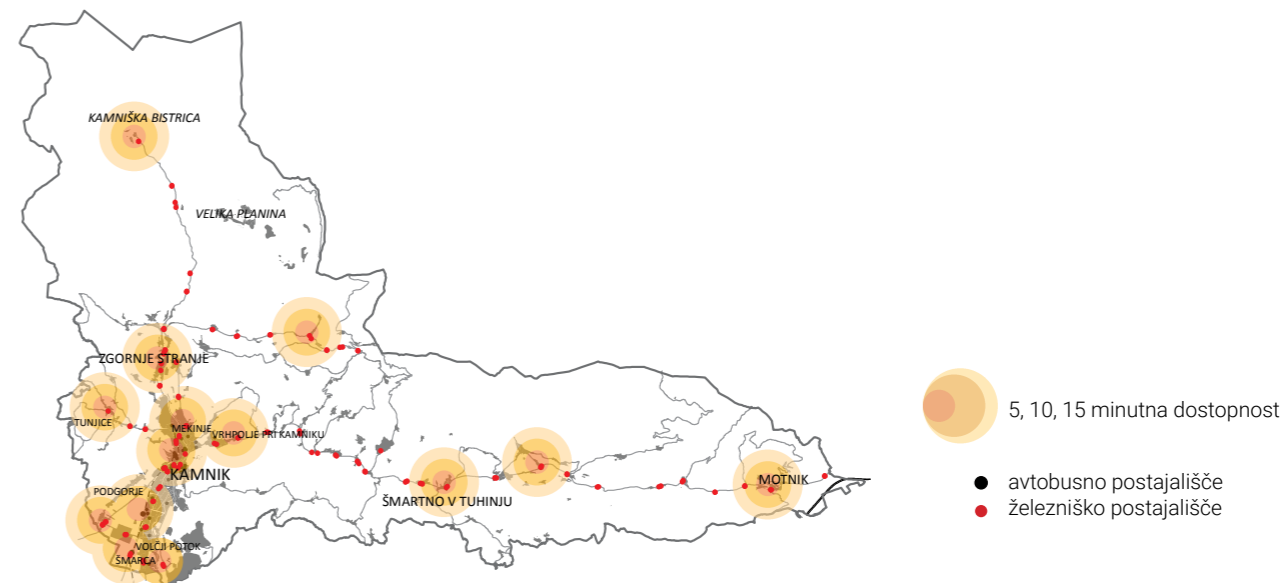 KAMNIŠKA BISTRICA
VELIKA PLANINA
ZGORNJE STRANJE
TUNJICE
MEKINJE
VRHPOLJE PRI KAMNIKU
KAMNIK
PODGORJE
ŠMARTNO V TUHINJU
MOTNIK
VOLČJI POTOK
ŠMARCA
5, 10, 15 minutna dostopnost
avtobusno postajališče
železniško postajališče